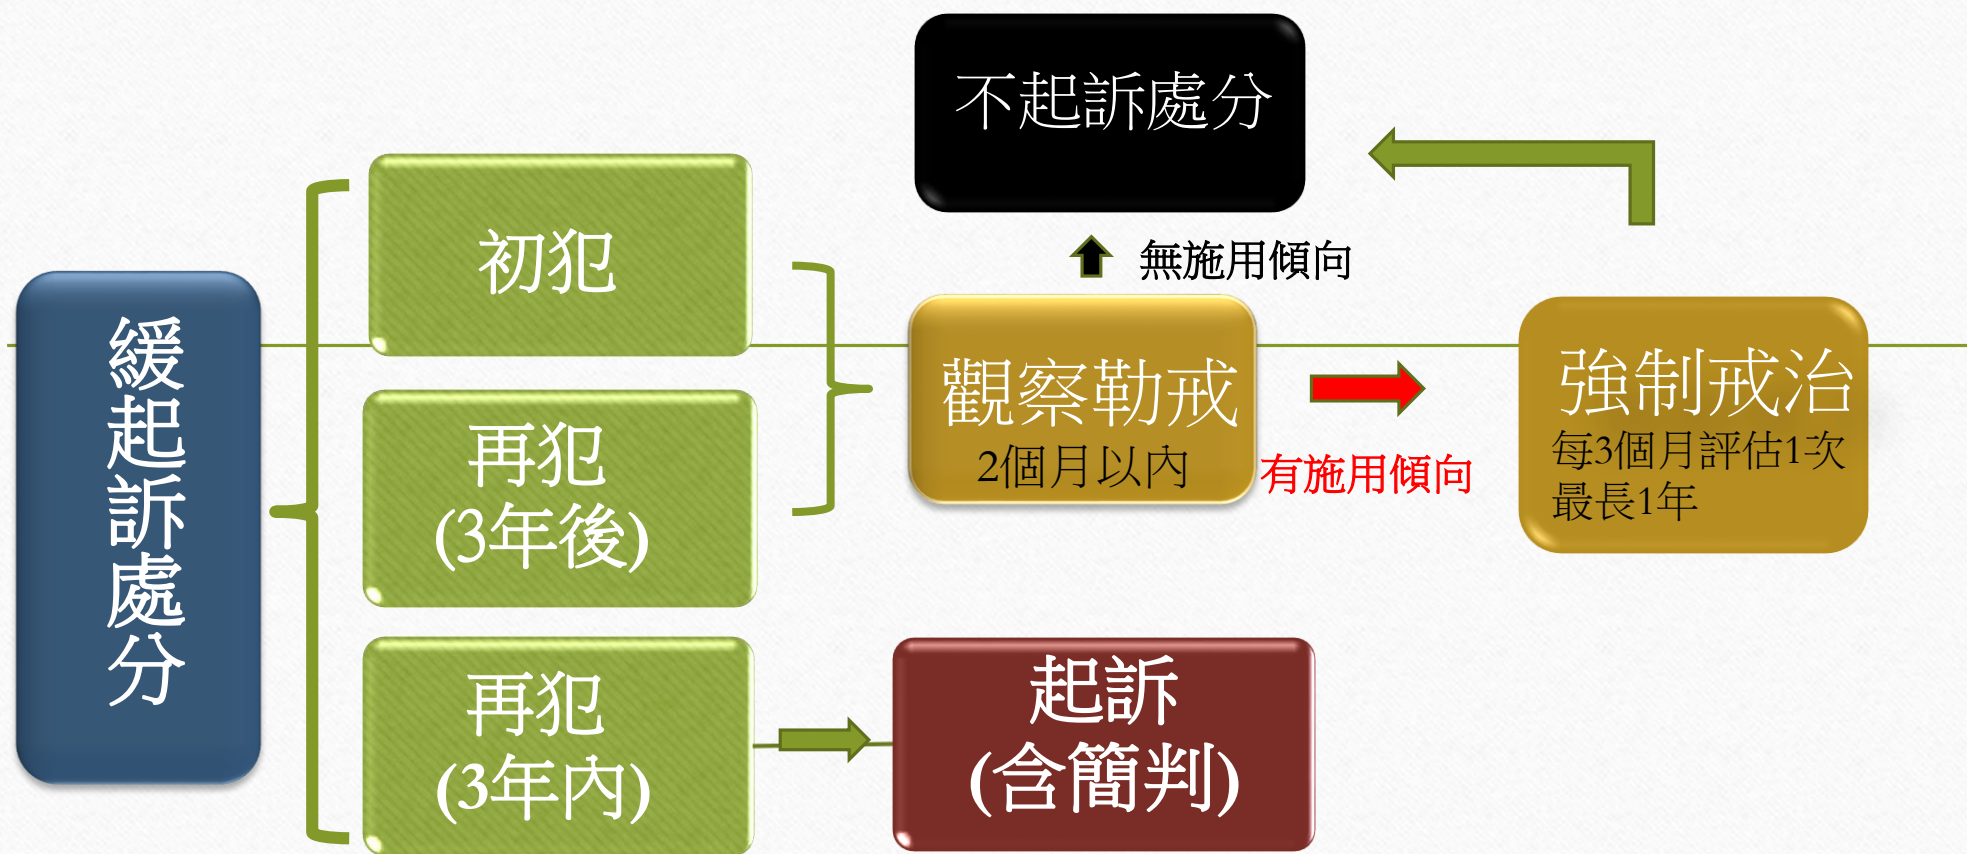 緩起訴處分
初犯
再犯
(3年後)
再犯
(3年內)
不起訴處分
無施用傾向
觀察勒戒
2個月以內
有施用傾向
強制戒治
每3個月評估1次
最長1年
起訴
(含簡判)